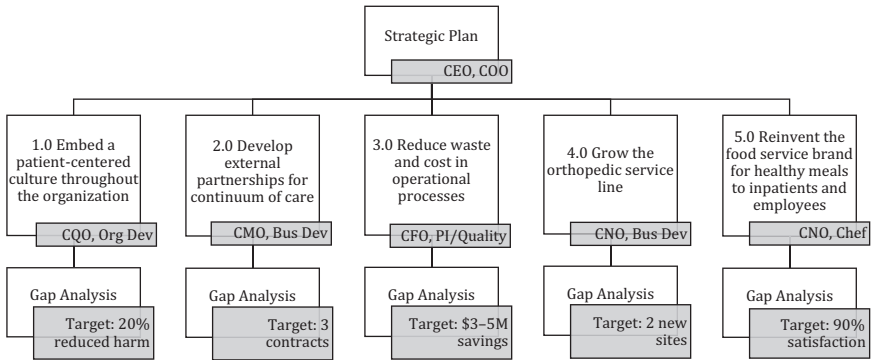 Strategic Plan
CEO, COO
1.0 Embed a
patient-centered
culture throughout
the organization
CQO, Org Dev
2.0 Develop
external
partnerships for
continuum of care
CMO, Bus Dev
3.0 Reduce waste
and cost in
operational
processes
CFO, PI/Quality
4.0 Grow the
orthopedic service
line
CNO, Bus Dev
5.0 Reinvent the
food service brand
for healthy meals
to inpatients and
employees
CNO, Chef
Gap Analysis
Target: 20%
reduced harm
Gap Analysis
Target: 3
contracts
Gap Analysis
Target: $3–5M
savings
Gap Analysis
Target: 2 new
sites
Gap Analysis
Target: 90%
satisfaction